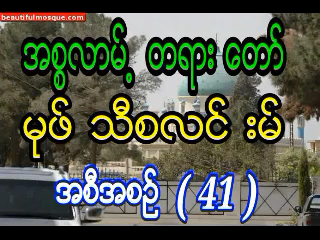 beautifulmosque.com
အစ္စလာမ့် တရား တော်
မုဖ် သီစလင် းမ်
အစီအစဉ် ( 41 )